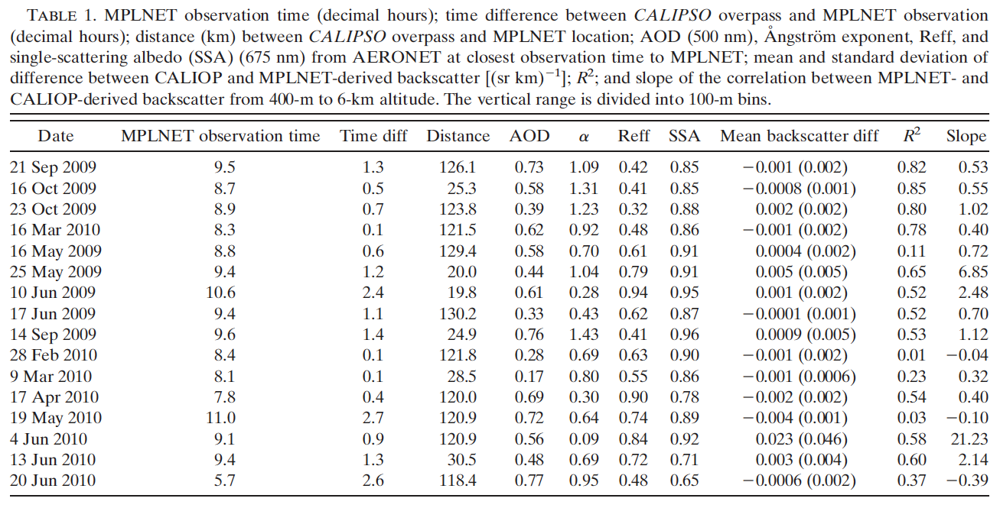 TABLE 1. MPLNET observation time (decimal hours); time difference between CALIPSO overpass and MPLNET observation
(decimal hours); distance (km) between CALIPSO overpass and MPLNET location; AOD (500 nm), Ångström exponent, Reff, and
single-scattering albedo (SSA) (675 nm) from AERONET at closest observation time to MPLNET; mean and standard deviation of
difference between CALIOP and MPLNET-derived backscatter [(sr km)⁻¹]; R²; and slope of the correlation between MPLNET- and
CALIOP-derived backscatter from 400-m to 6-km altitude. The vertical range is divided into 100-m bins.
Date MPLNET observation time Time diff Distance AOD α Reff SSA Mean backscatter diff R² Slope
21 Sep 2009 9.5 1.3 126.1 0.73 1.09 0.42 0.85 −0.001 (0.002) 0.82 0.53
16 Oct 2009 8.7 0.5 25.3 0.58 1.31 0.41 0.85 −0.0008 (0.001) 0.85 0.55
23 Oct 2009 8.9 0.7 123.8 0.39 1.23 0.32 0.88 0.002 (0.002) 0.80 1.02
16 Mar 2010 8.3 0.1 121.5 0.62 0.92 0.48 0.86 −0.001 (0.002) 0.78 0.40
16 May 2009 8.8 0.6 129.4 0.58 0.70 0.61 0.91 0.0004 (0.002) 0.11 0.72
25 May 2009 9.4 1.2 20.0 0.44 1.04 0.79 0.91 0.005 (0.005) 0.65 6.85
10 Jun 2009 10.6 2.4 19.8 0.61 0.28 0.94 0.95 0.001 (0.002) 0.52 2.48
17 Jun 2009 9.4 1.1 130.2 0.33 0.43 0.62 0.87 −0.0001 (0.001) 0.52 0.70
14 Sep 2009 9.6 1.4 24.9 0.76 1.43 0.41 0.96 0.0009 (0.005) 0.53 1.12
28 Feb 2010 8.4 0.1 121.8 0.28 0.69 0.63 0.90 −0.001 (0.002) 0.01 −0.04
9 Mar 2010 8.1 0.1 28.5 0.17 0.80 0.55 0.86 −0.001 (0.0006) 0.23 0.32
17 Apr 2010 7.8 0.4 120.0 0.69 0.30 0.90 0.78 −0.002 (0.002) 0.54 0.40
19 May 2010 11.0 2.7 120.9 0.72 0.64 0.74 0.89 −0.004 (0.001) 0.03 −0.10
4 Jun 2010 9.1 0.9 120.9 0.56 0.09 0.84 0.92 0.023 (0.046) 0.58 21.23
13 Jun 2010 9.4 1.3 30.5 0.48 0.69 0.72 0.71 0.003 (0.004) 0.60 2.14
20 Jun 2010 5.7 2.6 118.4 0.77 0.95 0.48 0.65 −0.0006 (0.002) 0.37 −0.39